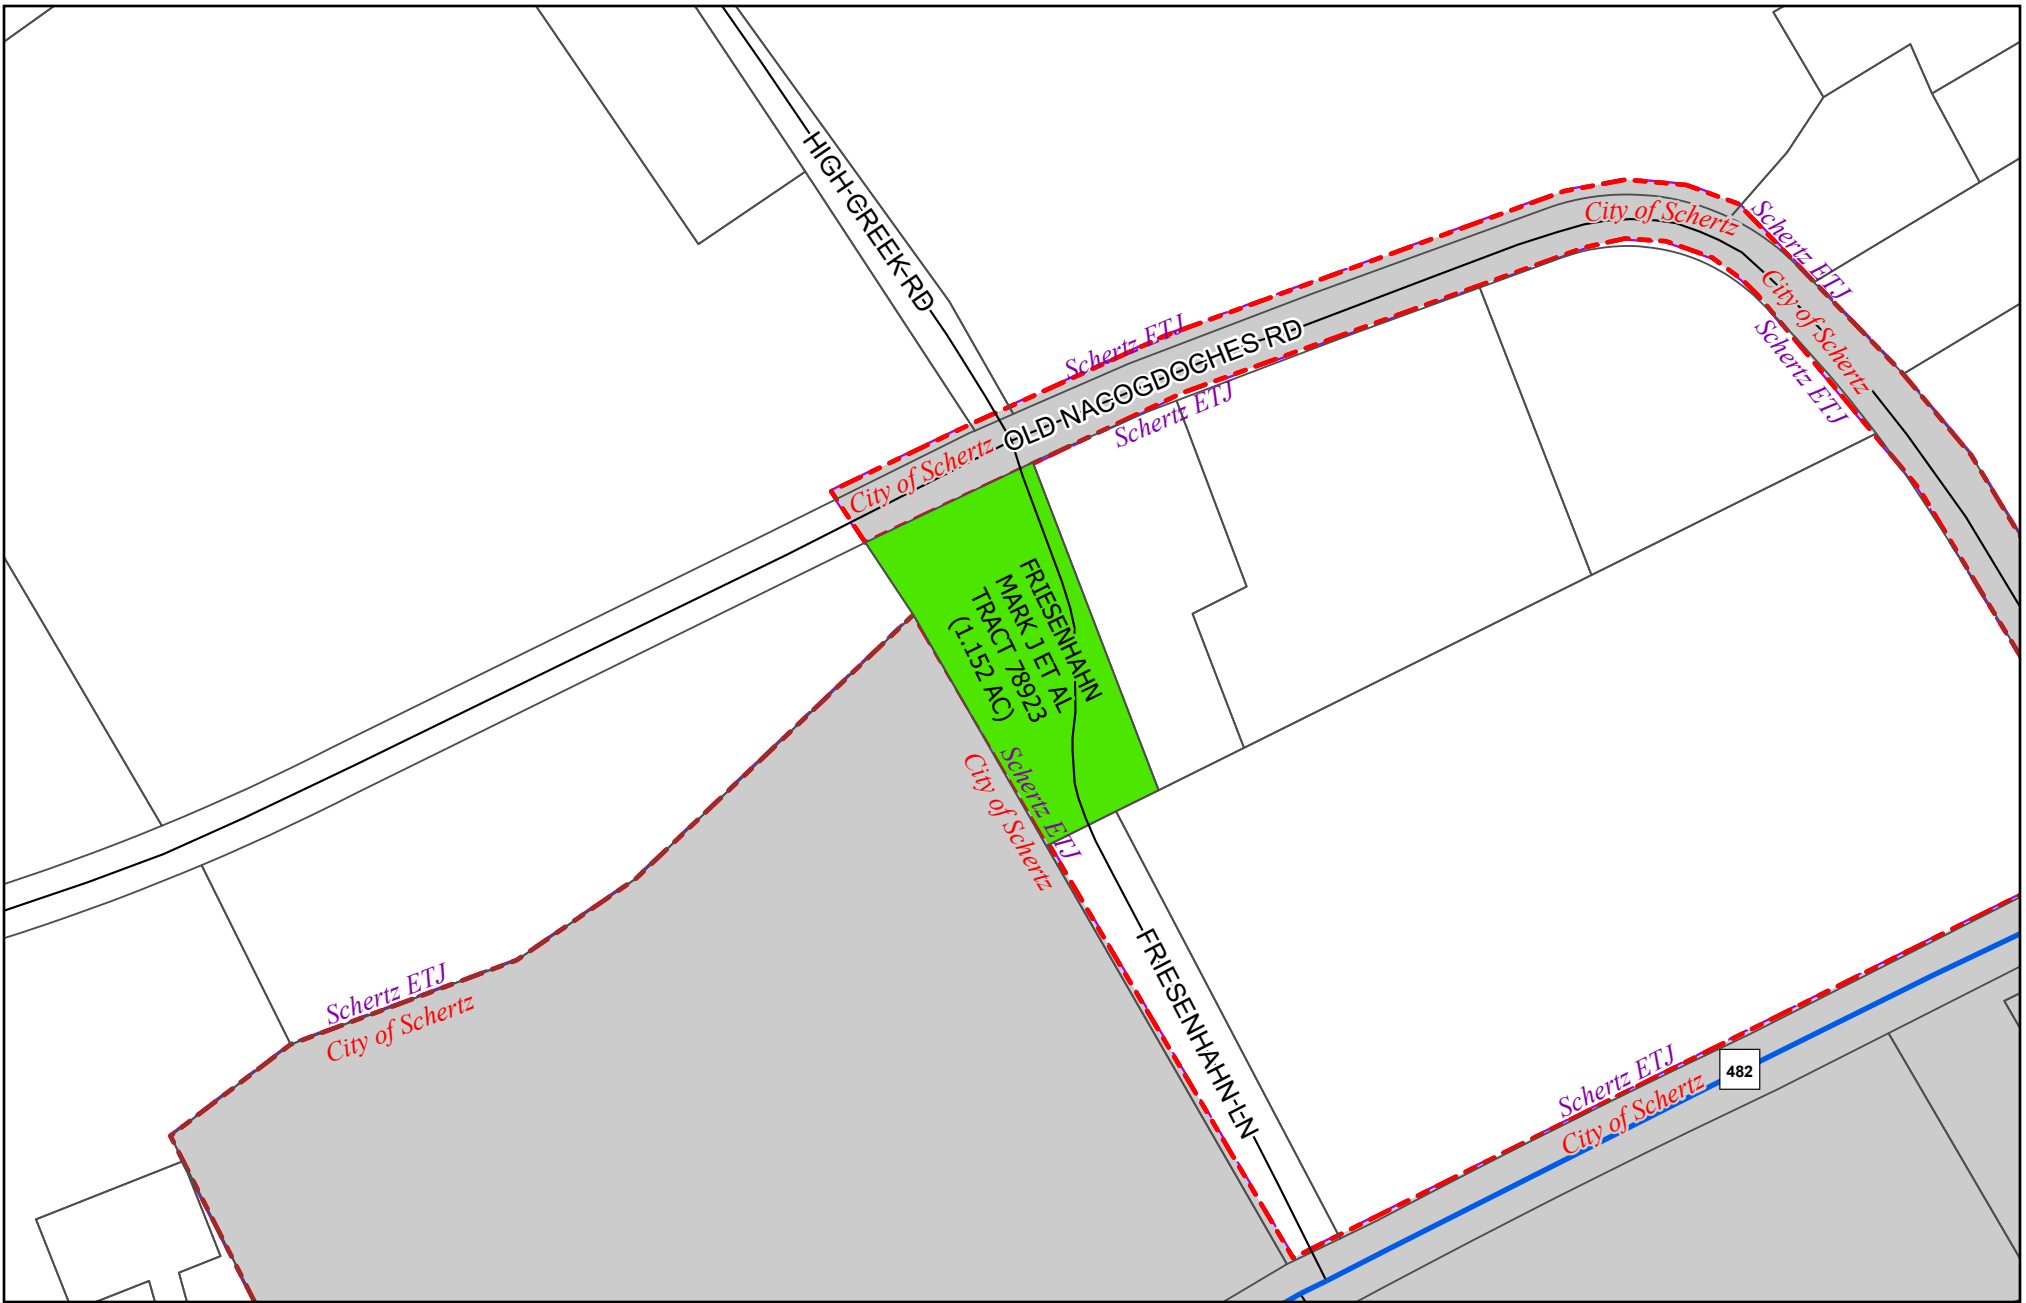 HIGH-CREEK-RD
City of Schertz
Schertz ETJ
City of Schertz
Schertz ETJ
Schertz ETJ
OLD-NACOGDOCHES-RD
Schertz ETJ
City of Schertz
FRIESENHAHN
MARK J ET AL
TRACT 78923
(1.152 AC)
Schertz ETJ
City of Schertz
FRIESENHAHN-LN
Schertz ETJ
City of Schertz
Schertz ETJ
City of Schertz
482